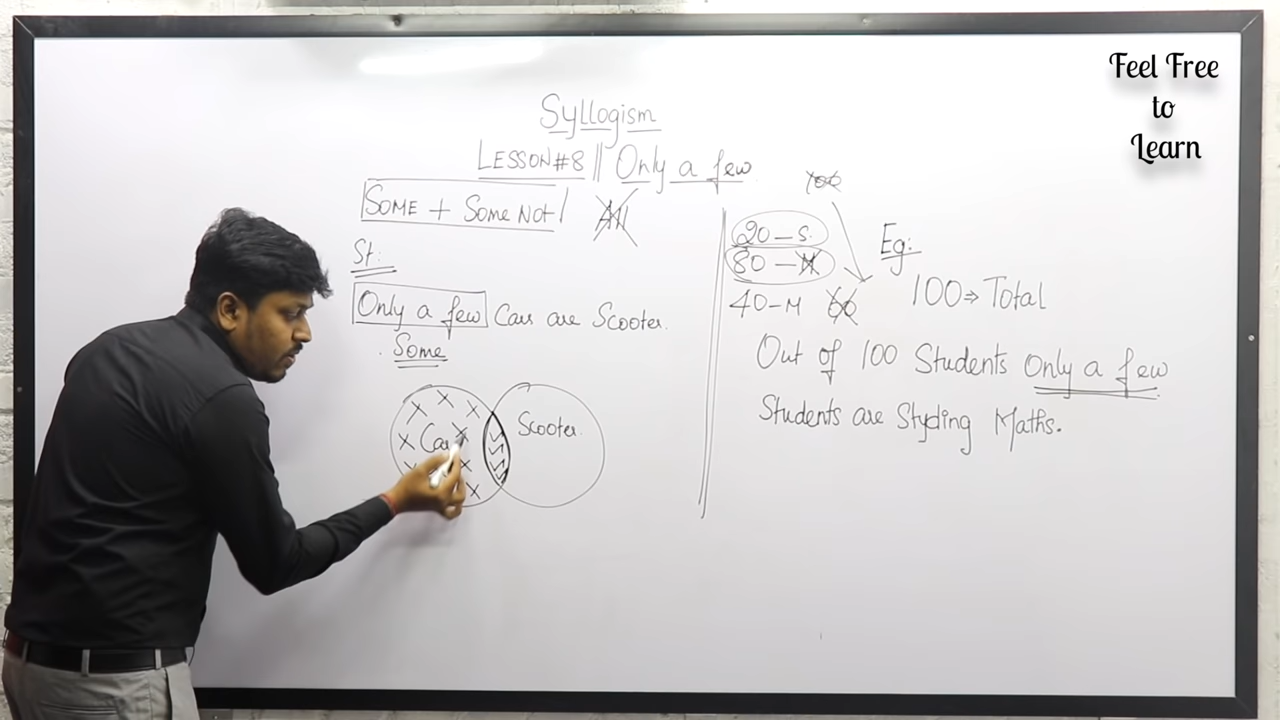 Feel Free
to
Learn
Syllogism
LESSON#8 || Only a few
SOME + Some Not
All
St:
Only a few Cars are Scooter.
Some
Car
Scooter.
100
20 – S.
80 – M
40 – M 60
Eg:
100 ⇒ Total
Out of 100 Students Only a few
Students are Styding Maths.